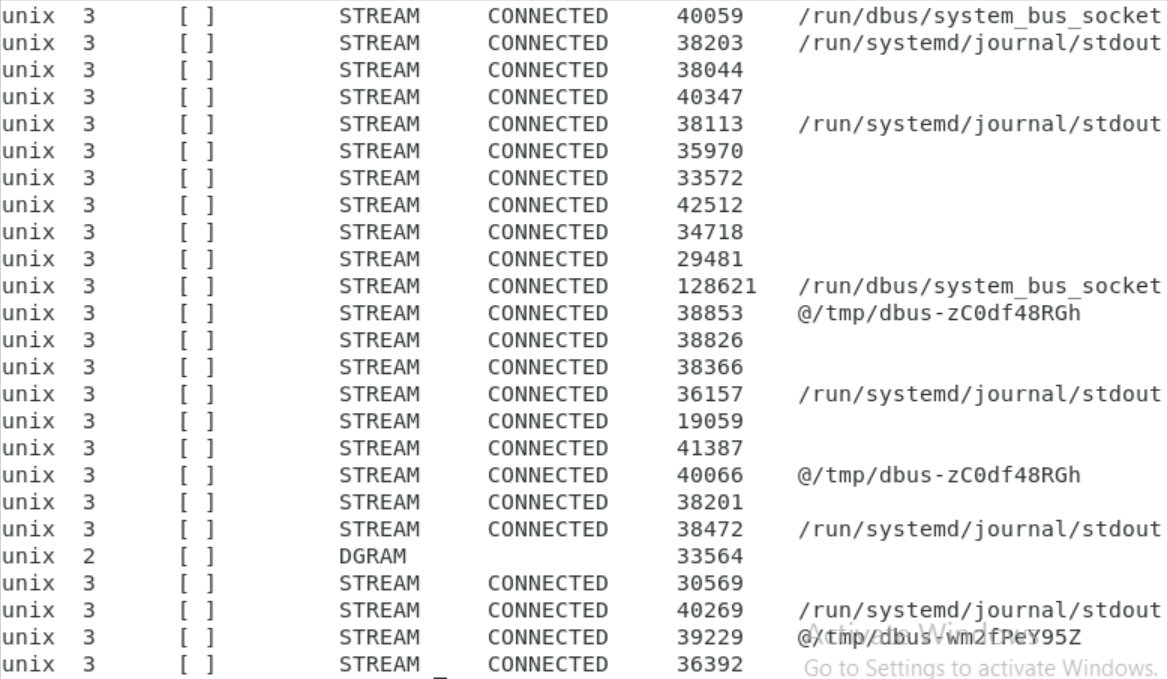 unix 3 [ ] STREAM CONNECTED 40059 /run/dbus/system_bus_socket
unix 3 [ ] STREAM CONNECTED 38203 /run/systemd/journal/stdout
unix 3 [ ] STREAM CONNECTED 38044
unix 3 [ ] STREAM CONNECTED 40347
unix 3 [ ] STREAM CONNECTED 38113 /run/systemd/journal/stdout
unix 3 [ ] STREAM CONNECTED 35970
unix 3 [ ] STREAM CONNECTED 33572
unix 3 [ ] STREAM CONNECTED 42512
unix 3 [ ] STREAM CONNECTED 34718
unix 3 [ ] STREAM CONNECTED 29481
unix 3 [ ] STREAM CONNECTED 128621 /run/dbus/system_bus_socket
unix 3 [ ] STREAM CONNECTED 38853 @/tmp/dbus-zC0df48RGh
unix 3 [ ] STREAM CONNECTED 38826
unix 3 [ ] STREAM CONNECTED 38366
unix 3 [ ] STREAM CONNECTED 36157 /run/systemd/journal/stdout
unix 3 [ ] STREAM CONNECTED 19059
unix 3 [ ] STREAM CONNECTED 41387
unix 3 [ ] STREAM CONNECTED 40066 @/tmp/dbus-zC0df48RGh
unix 3 [ ] STREAM CONNECTED 38201
unix 3 [ ] STREAM CONNECTED 38472 /run/systemd/journal/stdout
unix 2 [ ] DGRAM 33564
unix 3 [ ] STREAM CONNECTED 30569
unix 3 [ ] STREAM CONNECTED 40269 /run/systemd/journal/stdout
unix 3 [ ] STREAM CONNECTED 39229 @/tmp/dbus-wm2fPeY95Z
Activate Windows
unix 3 [ ] STREAM CONNECTED 36392
Go to Settings to activate Windows.